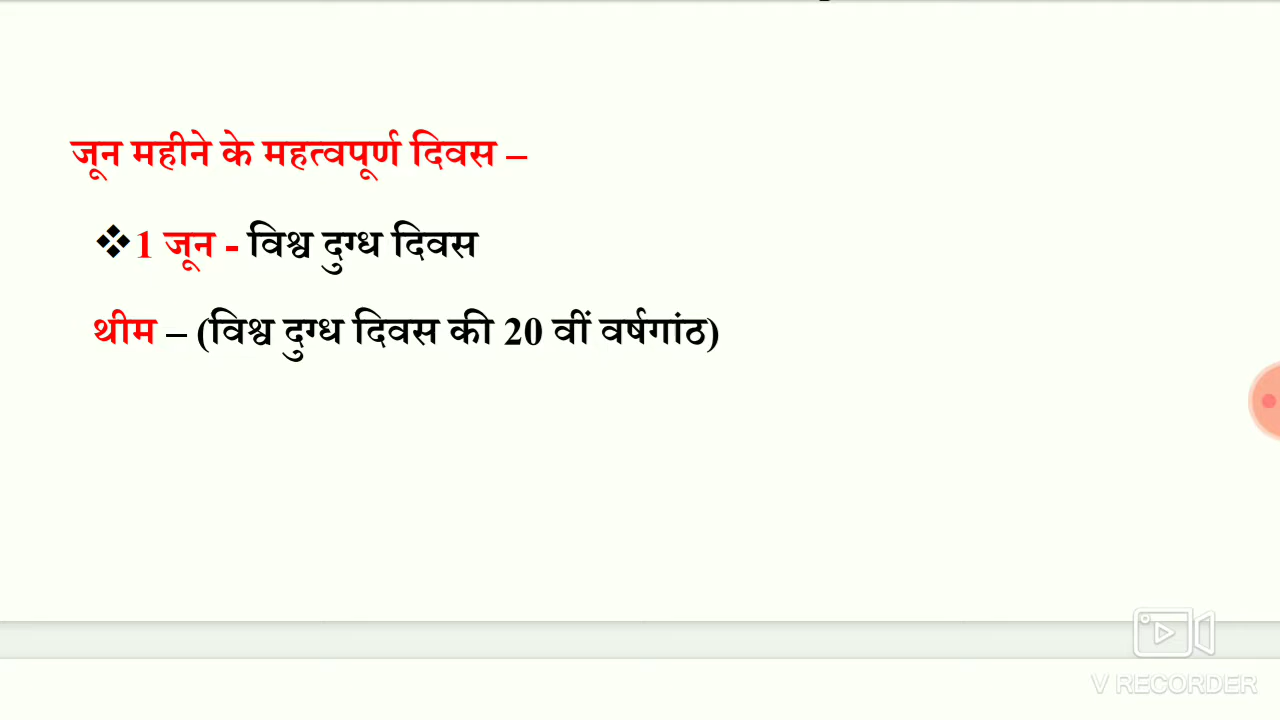 जून महीने के महत्वपूर्ण दिवस –
❖1 जून - विश्व दुग्ध दिवस
थीम – (विश्व दुग्ध दिवस की 20 वीं वर्षगांठ)
V RECORDER